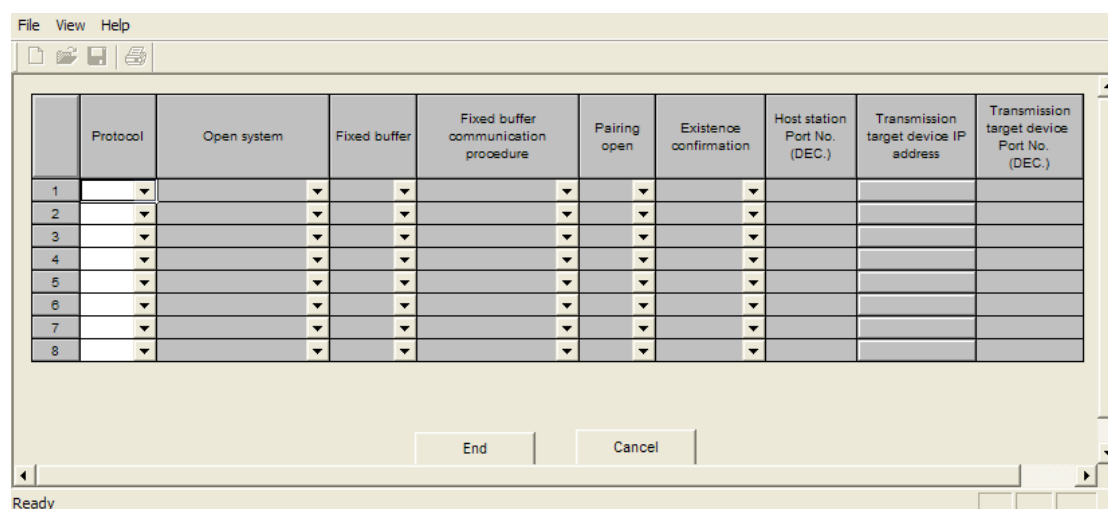 File View Help
Protocol
Open system
Fixed buffer
Fixed buffer
communication
procedure
Pairing
open
Existence
confirmation
Host station
Port No.
(DEC.)
Transmission
target device IP
address
Transmission
target device
Port No.
(DEC.)
1
2
3
4
5
6
7
8
End Cancel
Ready